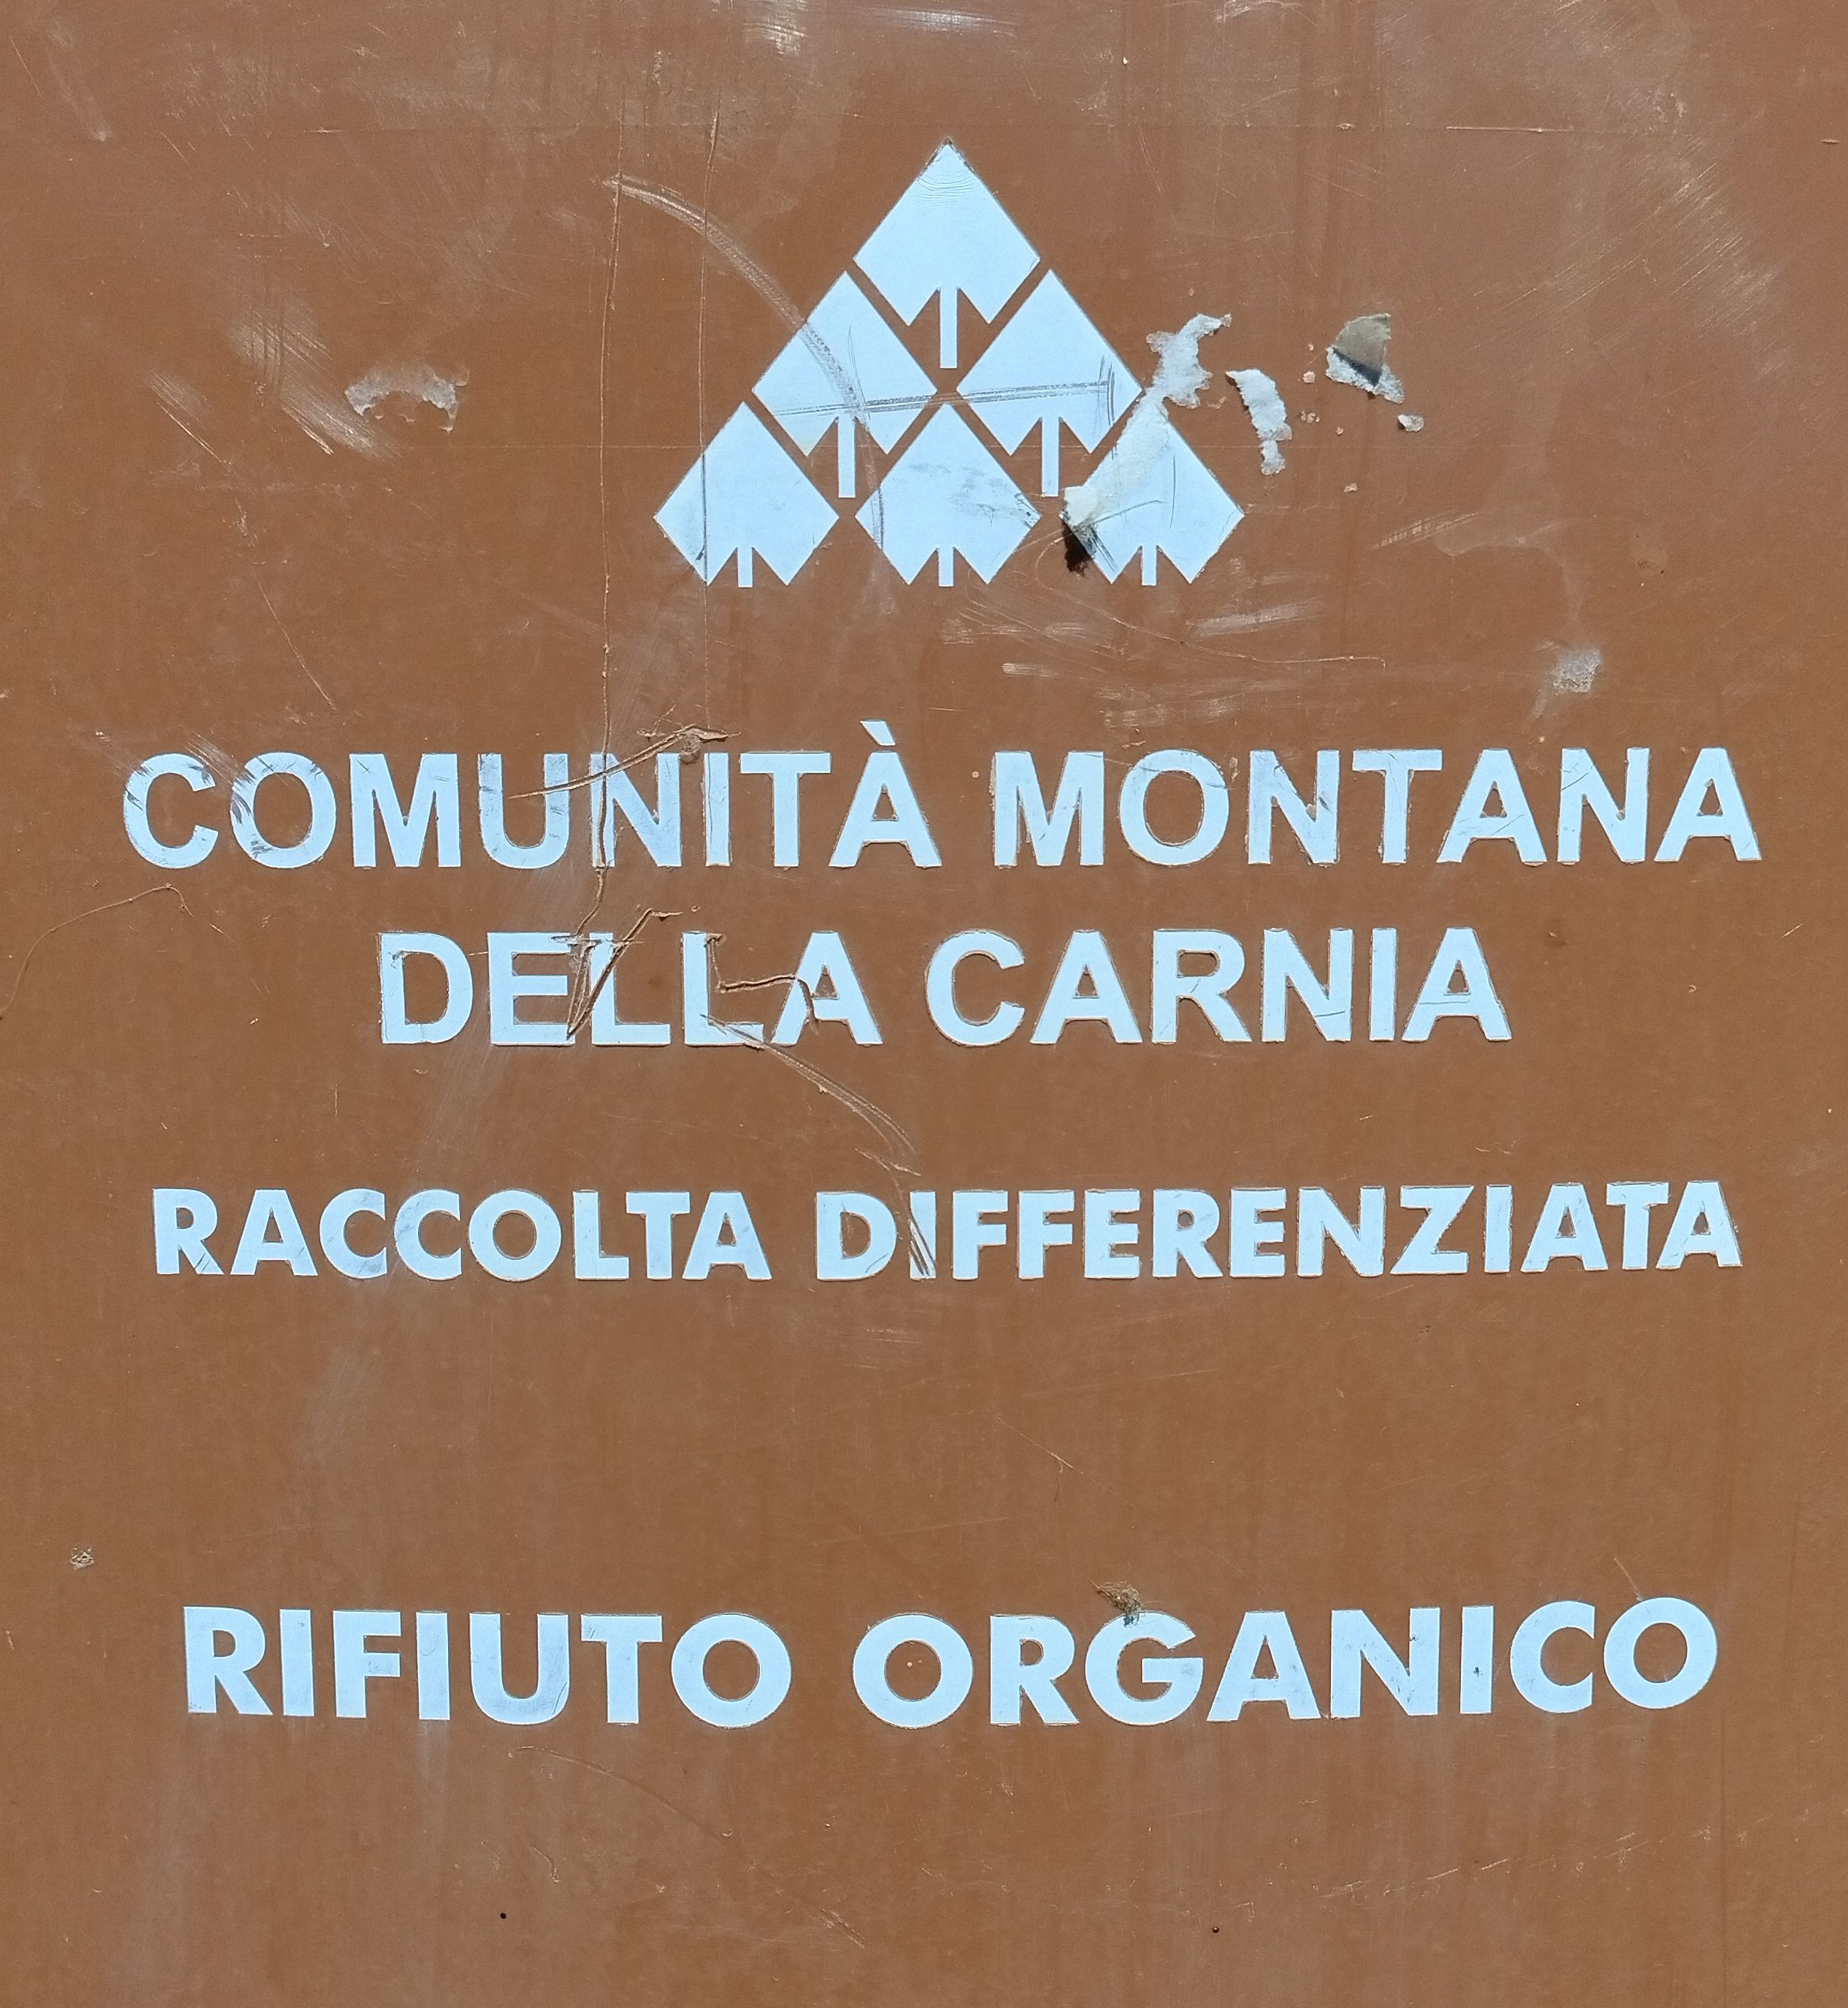 COMUNITÀ MONTANA
DELLA CARNIA
RACCOLTA DIFFERENZIATA
RIFIUTO ORGANICO